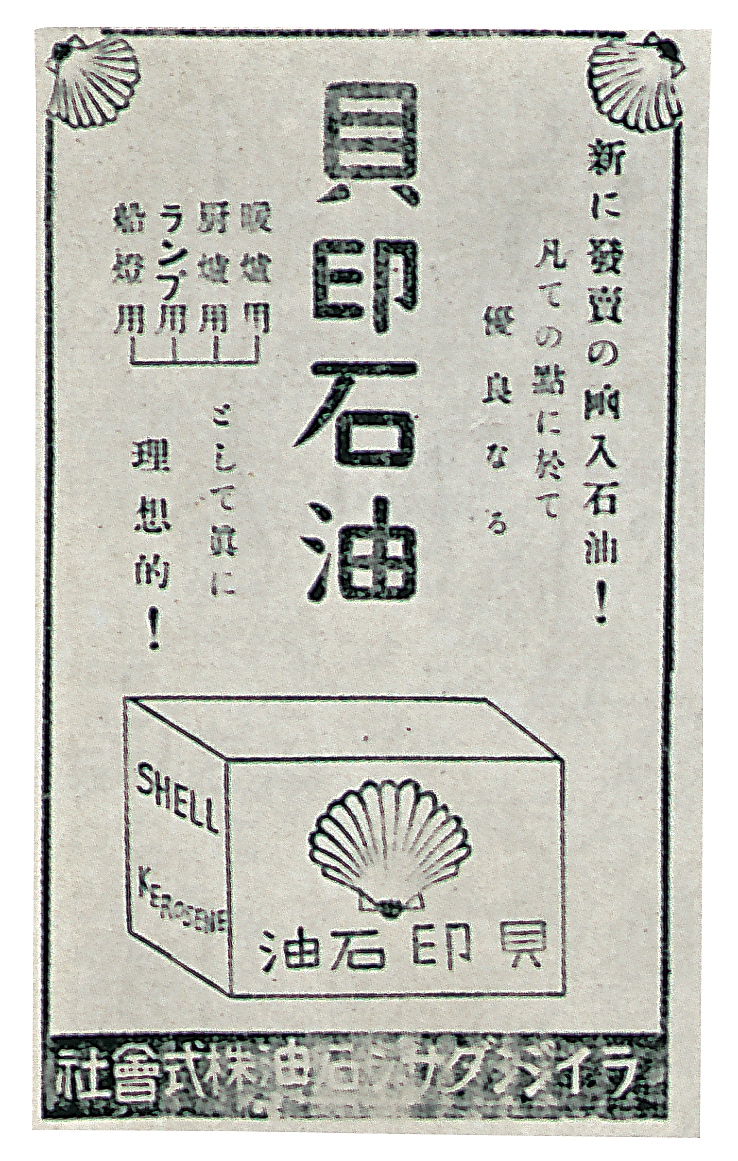 新に發賣の凾入石油！
凡ての點に於て
優良なる
貝印石油
暖爐用
厨爐用
ランプ用
船燈用
として眞に
理想的！
SHELL
KEROSENE
貝印石油
ライジングサン石油株式會社